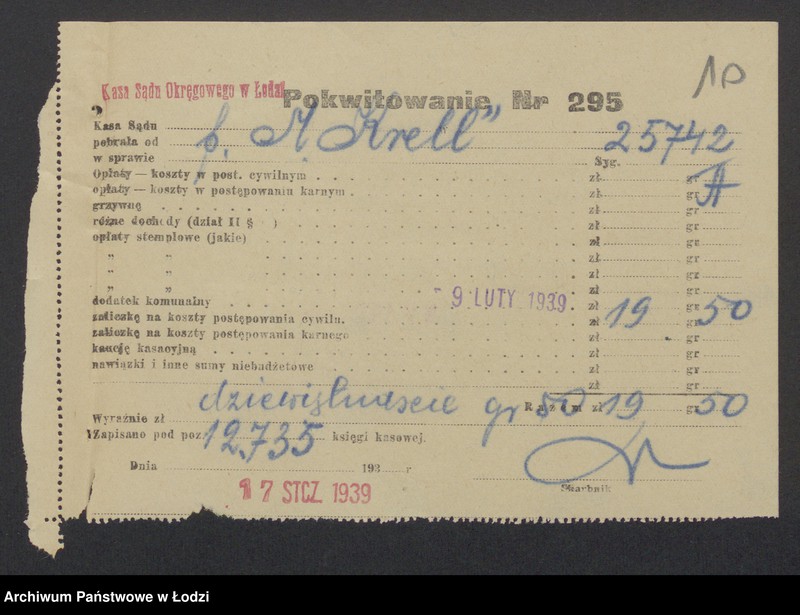 10
Kasa Sądu Okręgowego w Łodzi
Pokwitowanie Nr 295
Kasa Sądu
pobrała od f. „M. Krell” 25742
w sprawie Syg.
Opłaty — koszty w post. cywilnym zł gr A
opłaty — koszty w postępowaniu karnym zł gr
grzywnę zł gr
różne dochody (dział II § ) zł gr
opłaty stemplowe (jakie) zł gr
„ „ zł gr
„ „ zł gr
„ „ zł gr
dodatek komunalny zł gr
9 LUTY 1939
zaliczkę na koszty postępowania cywiln. zł 19 gr 50
zaliczkę na koszty postępowania karnego zł gr
kaucję kasacyjną zł gr
nawiązki i inne sumy niebudżetowe zł gr
zł gr
Wyraźnie zł dziewiętnaście gr 50 Razem zł 19 gr 50
Zapisano pod poz. 12.735 księgi kasowej.
Dnia 193 r
17 STCZ. 1939
Skarbnik
Archiwum Państwowe w Łodzi